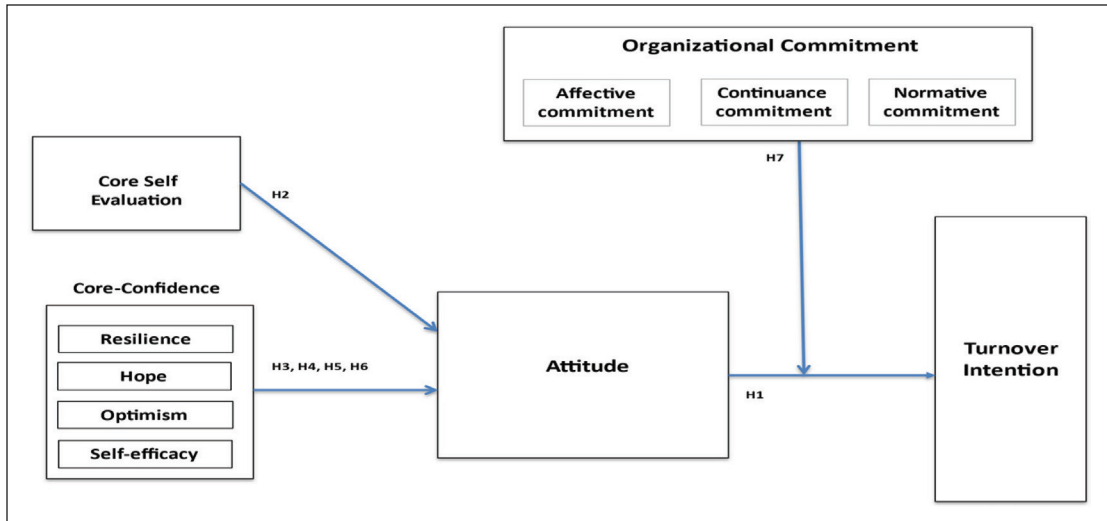 Organizational Commitment
Affective
commitment
Continuance
commitment
Normative
commitment
H7
Core Self
Evaluation
H2
Core-Confidence
Resilience
Hope
Optimism
Self-efficacy
H3, H4, H5, H6
Attitude
H1
Turnover
Intention